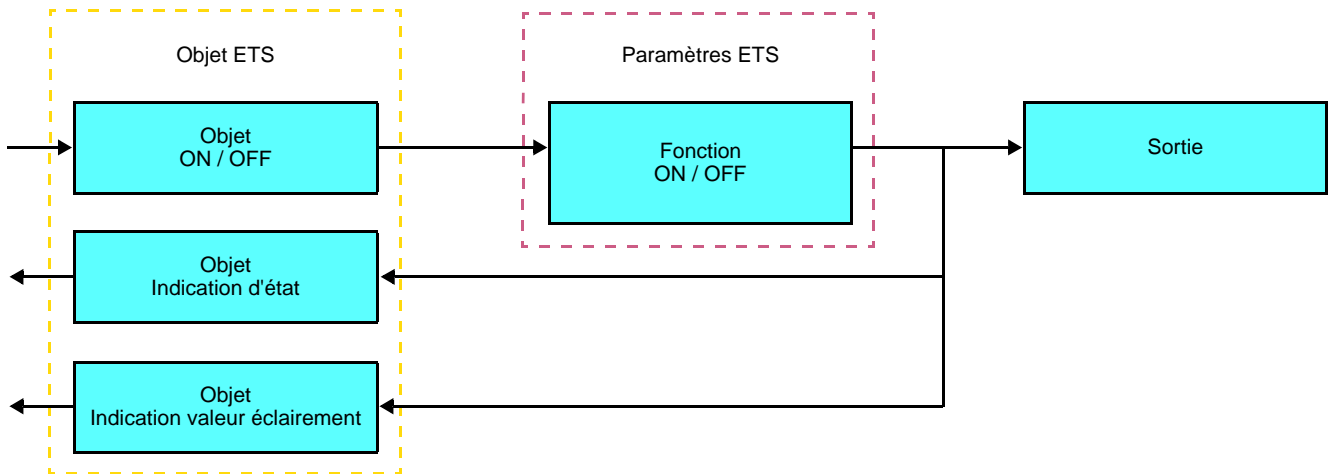 Objet ETS
Paramètres ETS
Objet
ON / OFF
Fonction
ON / OFF
Sortie
Objet
Indication d'état
Objet
Indication valeur éclairement